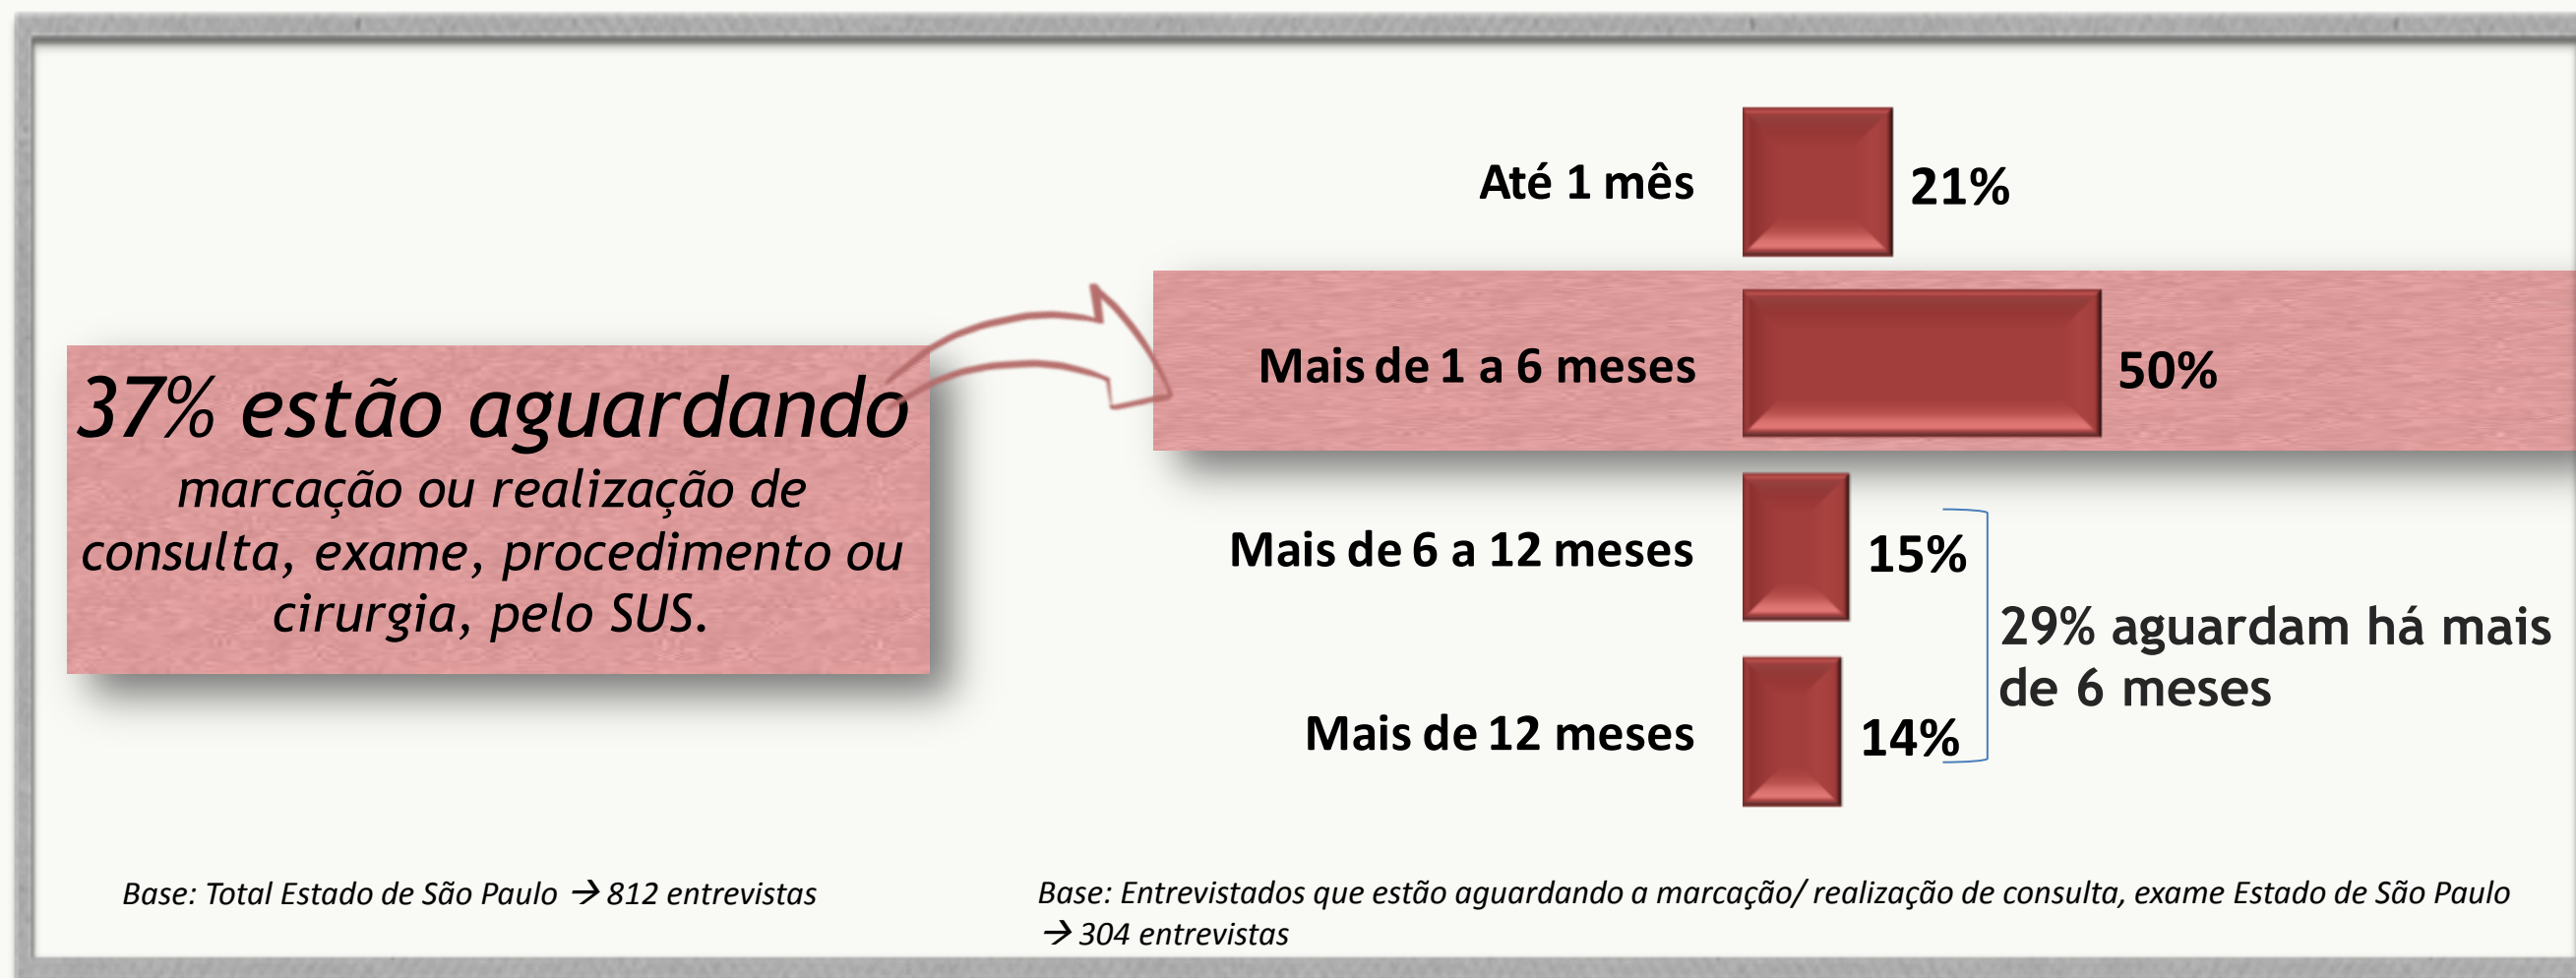 37% estão aguardando
marcação ou realização de
consulta, exame, procedimento ou
cirurgia, pelo SUS.
Até 1 mês
21%
Mais de 1 a 6 meses
50%
Mais de 6 a 12 meses
15%
Mais de 12 meses
14%
29% aguardam há mais
de 6 meses
Base: Total Estado de São Paulo → 812 entrevistas
Base: Entrevistados que estão aguardando a marcação/ realização de consulta, exame Estado de São Paulo
→ 304 entrevistas